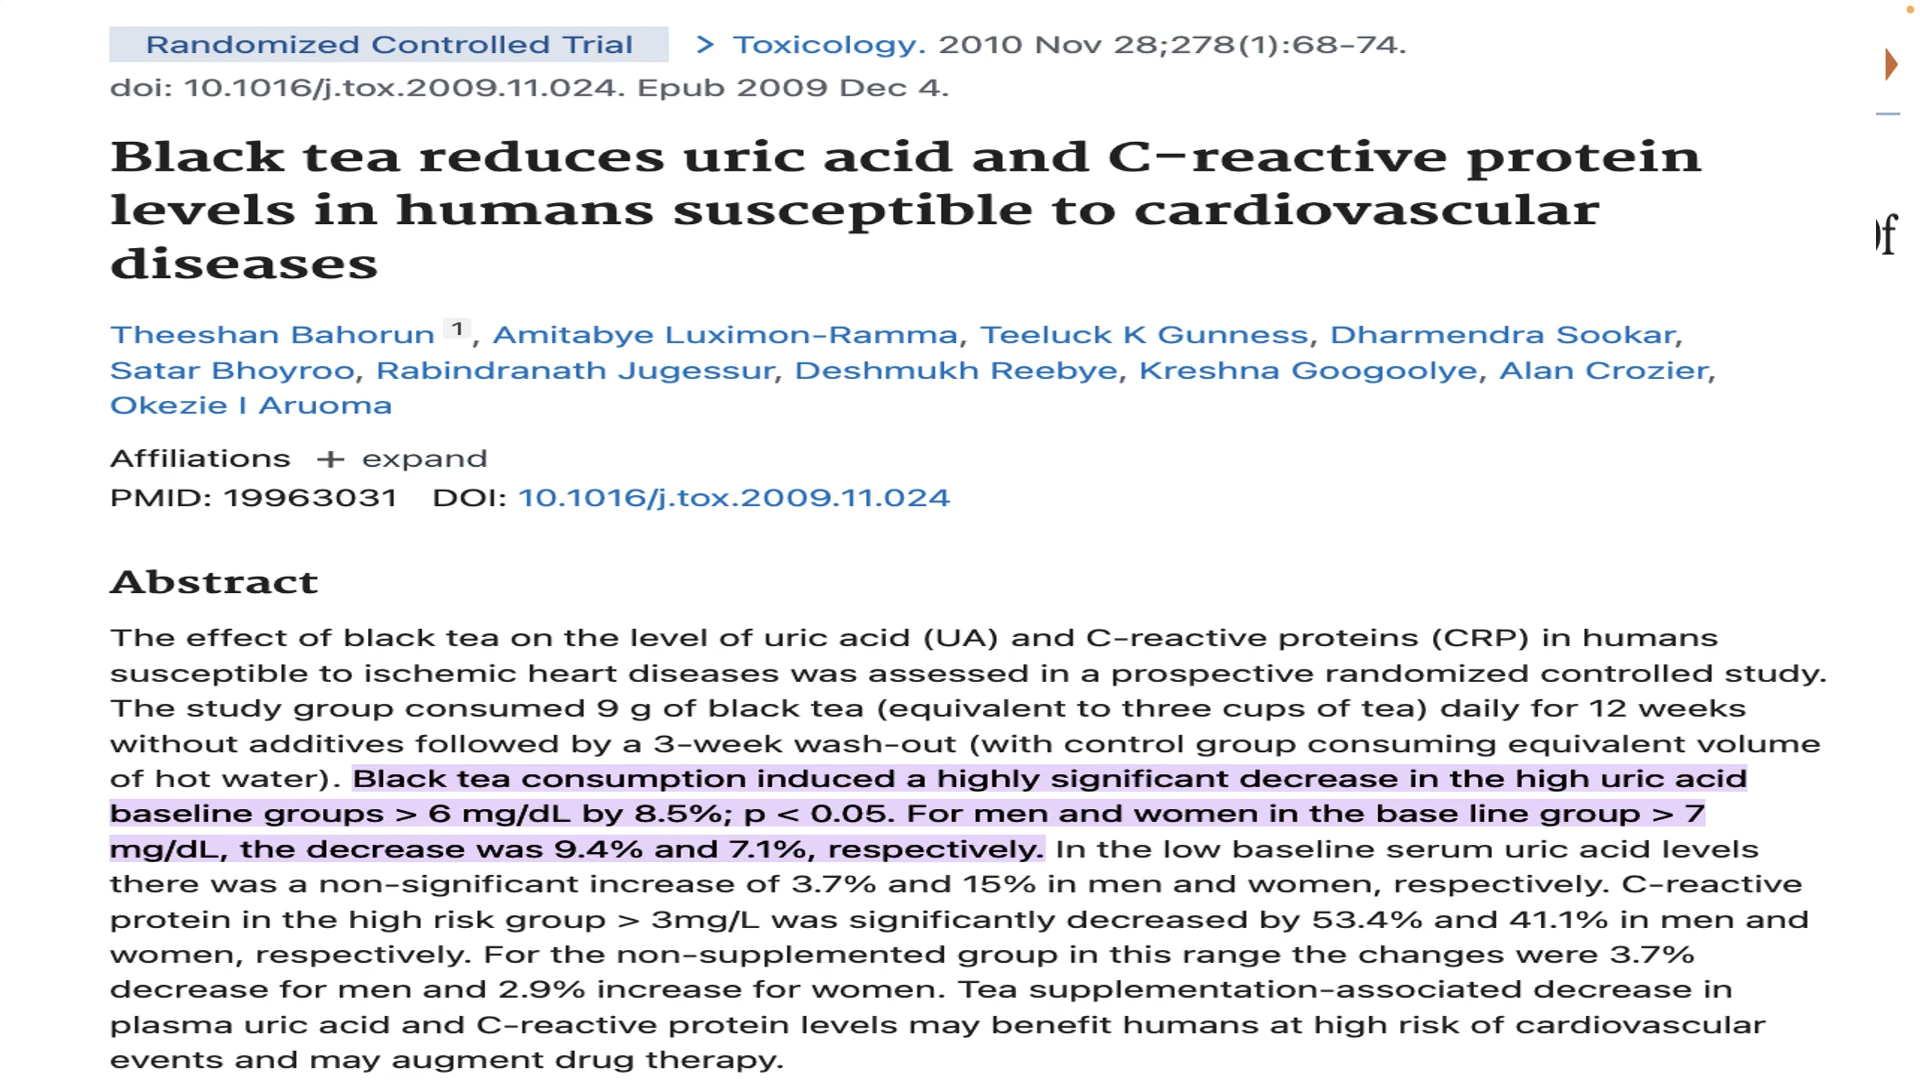 Randomized Controlled Trial > Toxicology. 2010 Nov 28;278(1):68-74.
doi: 10.1016/j.tox.2009.11.024. Epub 2009 Dec 4.
Black tea reduces uric acid and C-reactive protein
levels in humans susceptible to cardiovascular
diseases
Theeshan Bahorun 1, Amitabye Luximon-Ramma, Teeluck K Gunness, Dharmendra Sookar,
Satar Bhoyroo, Rabindranath Jugessur, Deshmukh Reebye, Kreshna Googoolye, Alan Crozier,
Okezie I Aruoma
Affiliations + expand
PMID: 19963031 DOI: 10.1016/j.tox.2009.11.024
Abstract
The effect of black tea on the level of uric acid (UA) and C-reactive proteins (CRP) in humans
susceptible to ischemic heart diseases was assessed in a prospective randomized controlled study.
The study group consumed 9 g of black tea (equivalent to three cups of tea) daily for 12 weeks
without additives followed by a 3-week wash-out (with control group consuming equivalent volume
of hot water). Black tea consumption induced a highly significant decrease in the high uric acid
baseline groups > 6 mg/dL by 8.5%; p < 0.05. For men and women in the base line group > 7
mg/dL, the decrease was 9.4% and 7.1%, respectively. In the low baseline serum uric acid levels
there was a non-significant increase of 3.7% and 15% in men and women, respectively. C-reactive
protein in the high risk group > 3mg/L was significantly decreased by 53.4% and 41.1% in men and
women, respectively. For the non-supplemented group in this range the changes were 3.7%
decrease for men and 2.9% increase for women. Tea supplementation-associated decrease in
plasma uric acid and C-reactive protein levels may benefit humans at high risk of cardiovascular
events and may augment drug therapy.